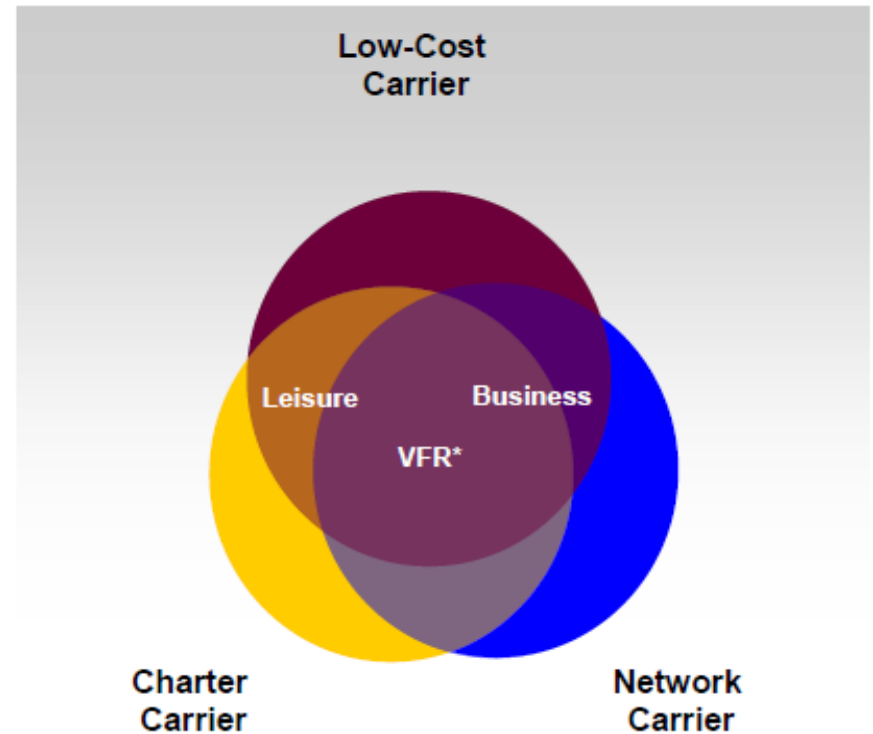 Low-Cost
Carrier
Leisure
Business
VFR*
Charter
Carrier
Network
Carrier